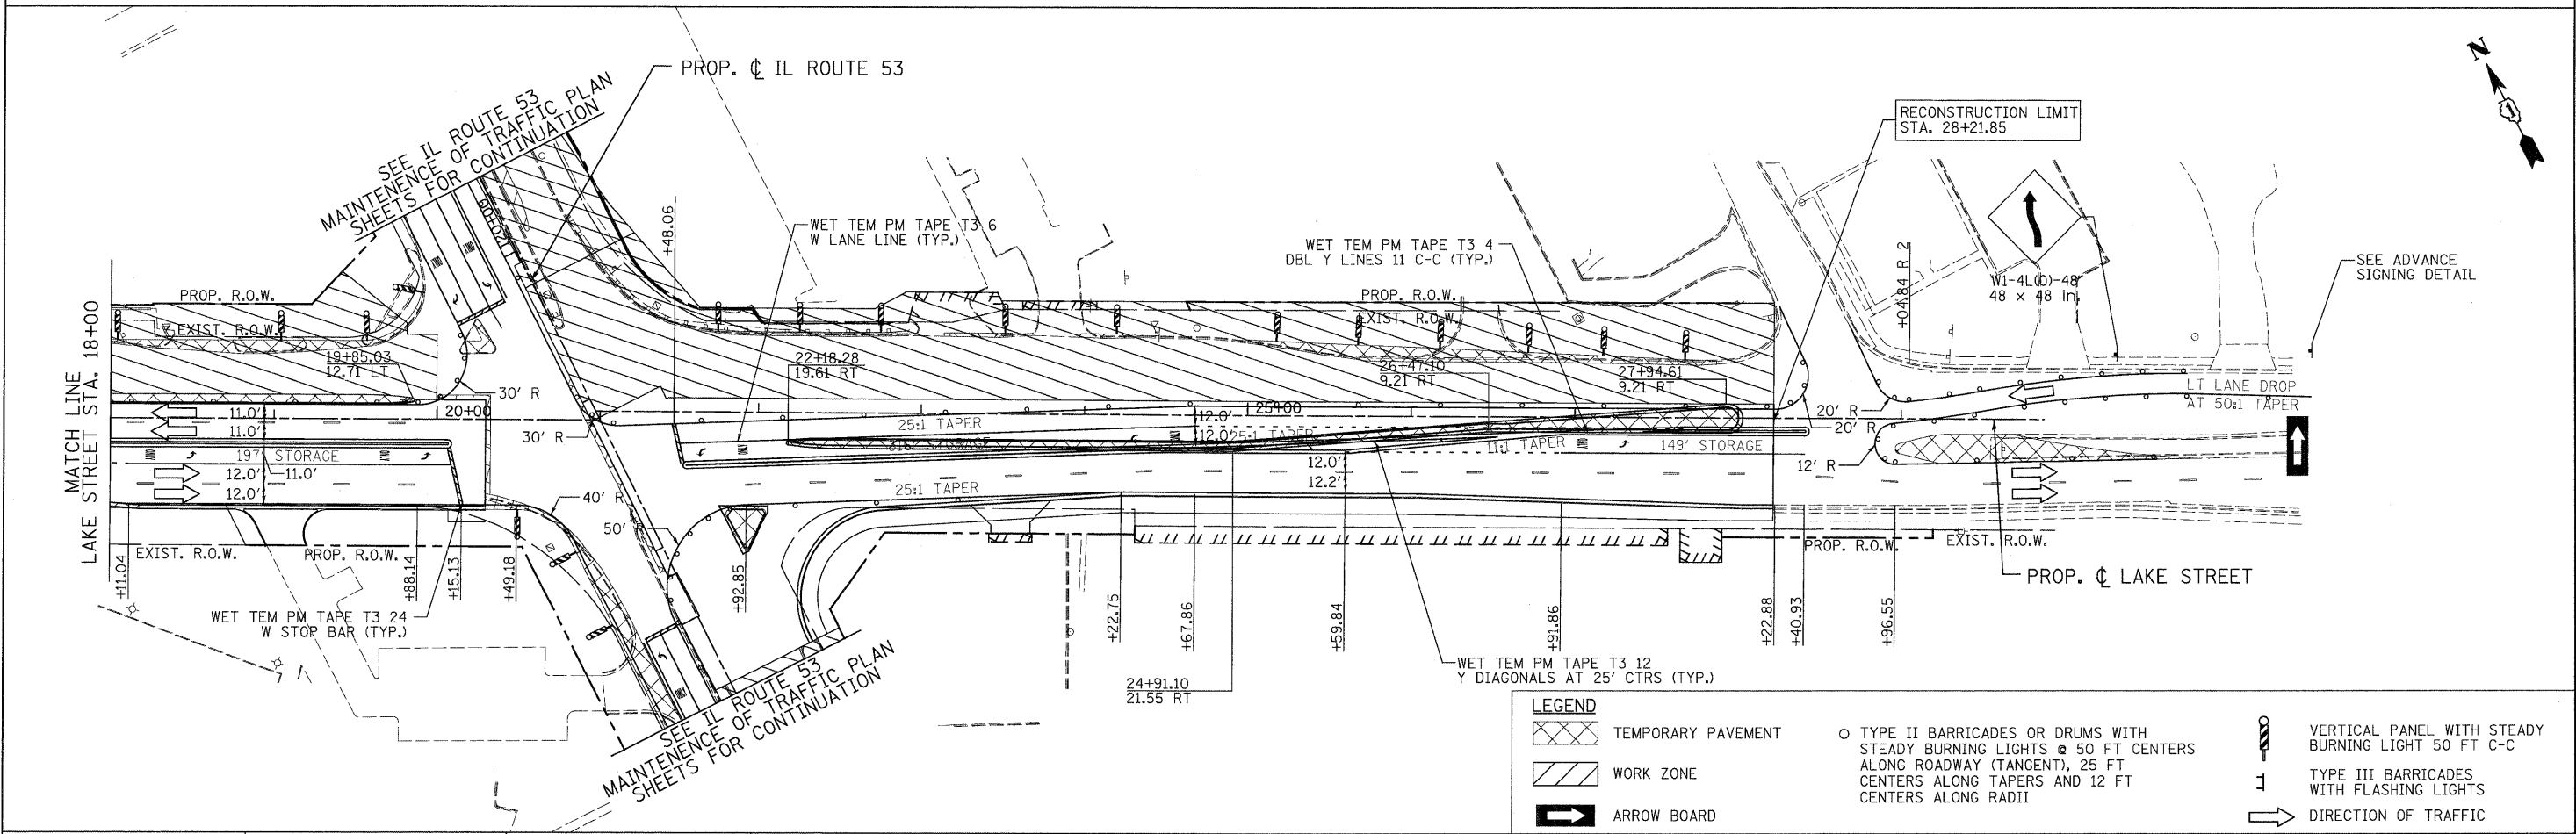 PROP. ℄ IL ROUTE 53
N
1
SEE IL ROUTE 53
MAINTENENCE OF TRAFFIC PLAN
SHEETS FOR CONTINUATION
RECONSTRUCTION LIMIT
STA. 28+21.85
120+00
+48.06
WET TEM PM TAPE T3 6
W LANE LINE (TYP.)
WET TEM PM TAPE T3 4
DBL Y LINES 11 C-C (TYP.)
+04.84 R 2
W1-4L(O)-48
48 x 48 In.
SEE ADVANCE
SIGNING DETAIL
MATCH LINE
LAKE STREET STA. 18+00
PROP. R.O.W.
EXIST. R.O.W.
PROP. R.O.W.
EXIST. R.O.W.
19+85.03
12.71 LT
22+18.28
19.61 RT
26+47.10
9.21 RT
27+94.61
9.21 RT
30' R
20+00
30' R
25+00
11.0'
11.0'
197' STORAGE
12.0'
11.0'
12.0'
ONLY
ONLY
ONLY
ONLY
25:1 TAPER
12.0'
12.0'
25:1 TAPER
11:1 TAPER
149' STORAGE
ONLY
12.0'
12.2'
25:1 TAPER
20' R
20' R
12' R
LT LANE DROP
AT 50:1 TAPER
40' R
50' R
EXIST. R.O.W.
PROP. R.O.W.
PROP. R.O.W.
EXIST. R.O.W.
+11.04
+88.14
+15.13
+49.18
+92.85
+22.75
+67.86
+59.84
+91.86
+22.88
+40.93
+96.55
PROP. ℄ LAKE STREET
WET TEM PM TAPE T3 24
W STOP BAR (TYP.)
SEE IL ROUTE 53
MAINTENENCE OF TRAFFIC PLAN
SHEETS FOR CONTINUATION
24+91.10
21.55 RT
WET TEM PM TAPE T3 12
Y DIAGONALS AT 25' CTRS (TYP.)
LEGEND
TEMPORARY PAVEMENT
WORK ZONE
ARROW BOARD
TYPE II BARRICADES OR DRUMS WITH
STEADY BURNING LIGHTS @ 50 FT CENTERS
ALONG ROADWAY (TANGENT), 25 FT
CENTERS ALONG TAPERS AND 12 FT
CENTERS ALONG RADII
VERTICAL PANEL WITH STEADY
BURNING LIGHT 50 FT C-C
TYPE III BARRICADES
WITH FLASHING LIGHTS
DIRECTION OF TRAFFIC